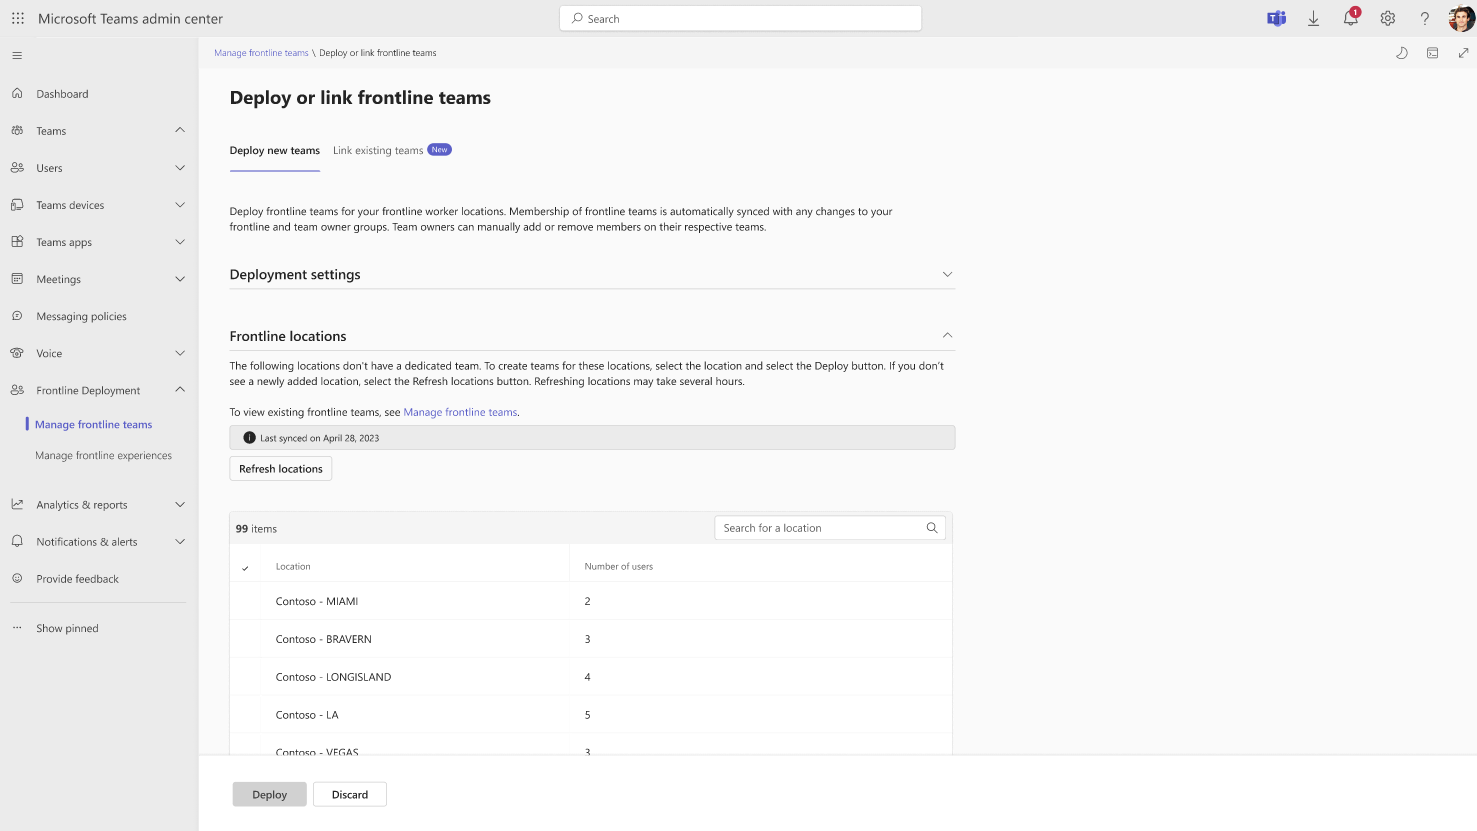 Microsoft Teams admin center
Search
1
Manage frontline teams \ Deploy or link frontline teams
Dashboard
Teams
Users
Teams devices
Teams apps
Meetings
Messaging policies
Voice
Frontline Deployment
Manage frontline teams
Manage frontline experiences
Analytics & reports
Notifications & alerts
Provide feedback
Show pinned
Deploy or link frontline teams
Deploy new teams
Link existing teams New
Deploy frontline teams for your frontline worker locations. Membership of frontline teams is automatically synced with any changes to your
frontline and team owner groups. Team owners can manually add or remove members on their respective teams.
Deployment settings
Frontline locations
The following locations don't have a dedicated team. To create teams for these locations, select the location and select the Deploy button. If you don't
see a newly added location, select the Refresh locations button. Refreshing locations may take several hours.
To view existing frontline teams, see Manage frontline teams.
Last synced on April 28, 2023
Refresh locations
99 items
Search for a location
Location Number of users
Contoso - MIAMI 2
Contoso - BRAVERN 3
Contoso - LONGISLAND 4
Contoso - LA 5
Contoso - VEGAS 3
Deploy
Discard